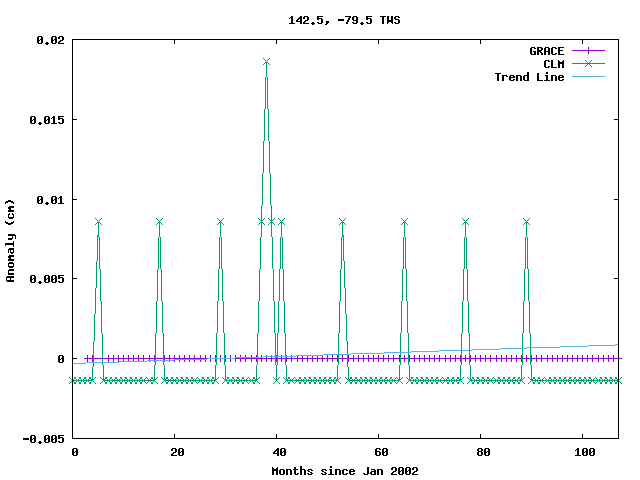 142.5, -79.5 TWS
0.02
0.015
0.01
0.005
0
-0.005
Anomaly (cm)
GRACE
CLM
Trend Line
0 20 40 60 80 100
Months since Jan 2002